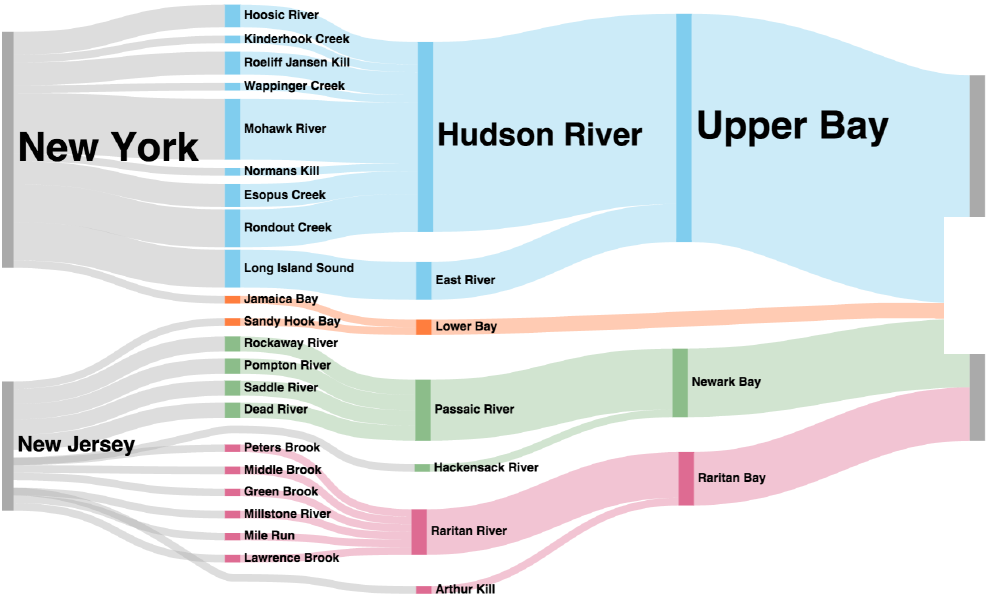 New York
New Jersey
Hoosic River
Kinderhook Creek
Roeliff Jansen Kill
Wappinger Creek
Mohawk River
Normans Kill
Esopus Creek
Rondout Creek
Long Island Sound
Jamaica Bay
Sandy Hook Bay
Rockaway River
Pompton River
Saddle River
Dead River
Peters Brook
Middle Brook
Green Brook
Millstone River
Mile Run
Lawrence Brook
Hudson River
East River
Lower Bay
Passaic River
Hackensack River
Raritan River
Arthur Kill
Upper Bay
Newark Bay
Raritan Bay